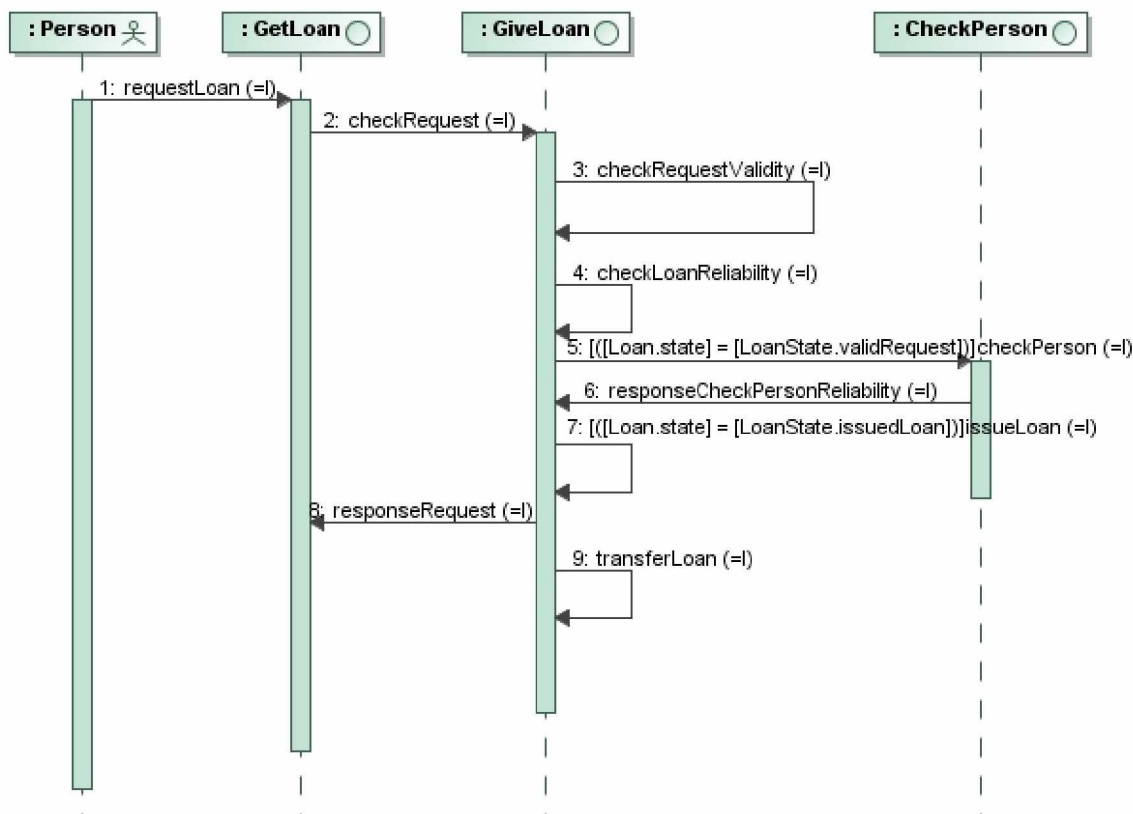 : Person
: GetLoan
: GiveLoan
: CheckPerson
1: requestLoan (=l)
2: checkRequest (=l)
3: checkRequestValidity (=l)
4: checkLoanReliability (=l)
5: [([Loan.state] = [LoanState.validRequest])]checkPerson (=l)
6: responseCheckPersonReliability (=l)
7: [([Loan.state] = [LoanState.issuedLoan])]issueLoan (=l)
8: responseRequest (=l)
9: transferLoan (=l)